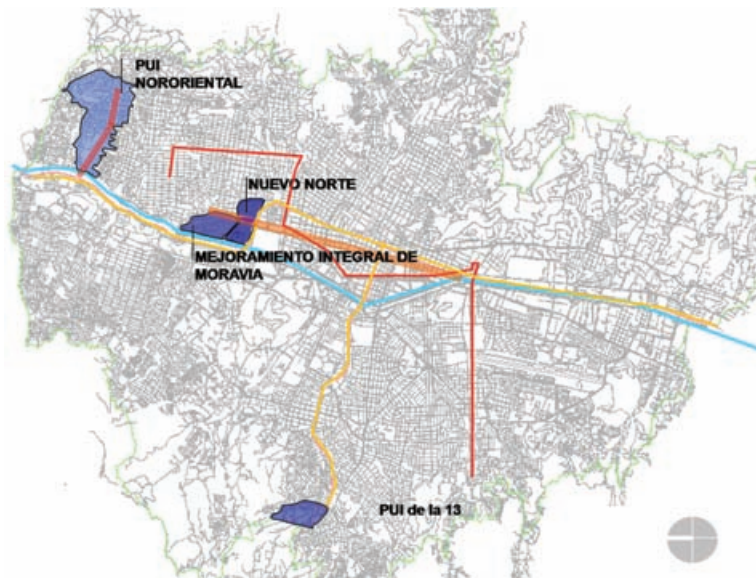 PUI
NORORIENTAL
NUEVO NORTE
MEJORAMIENTO INTEGRAL DE
MORAVIA
PUI de la 13